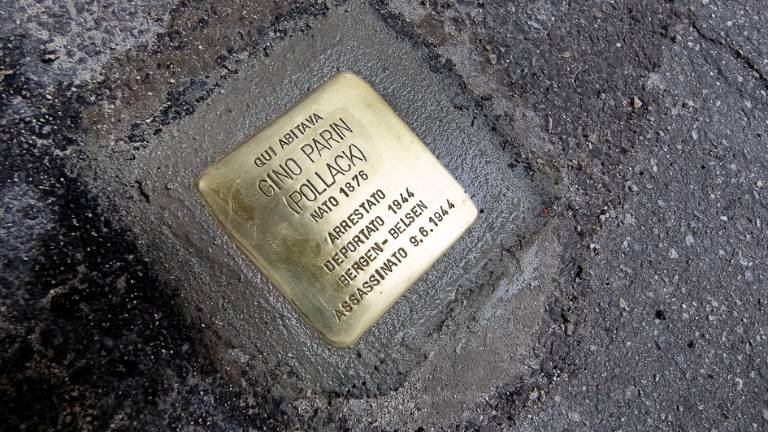 QUI ABITAVA
GINO PARIN
(POLLACK)
NATO 1876
ARRESTATO
DEPORTATO 1944
BERGEN-BELSEN
ASSASSINATO 9.6.1944